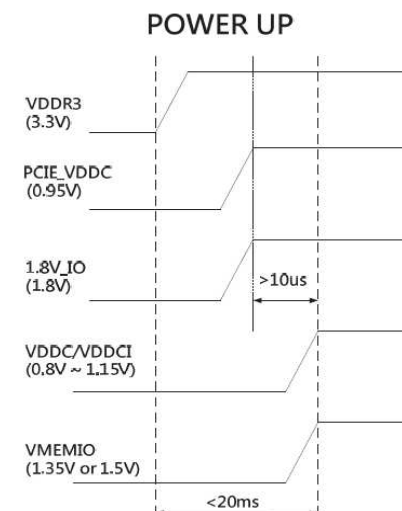 POWER UP
VDDR3
(3.3V)
PCIE_VDDC
(0.95V)
1.8V_IO
(1.8V)
>10us
VDDC/VDDCI
(0.8V ~ 1.15V)
VMEMIO
(1.35V or 1.5V)
<20ms